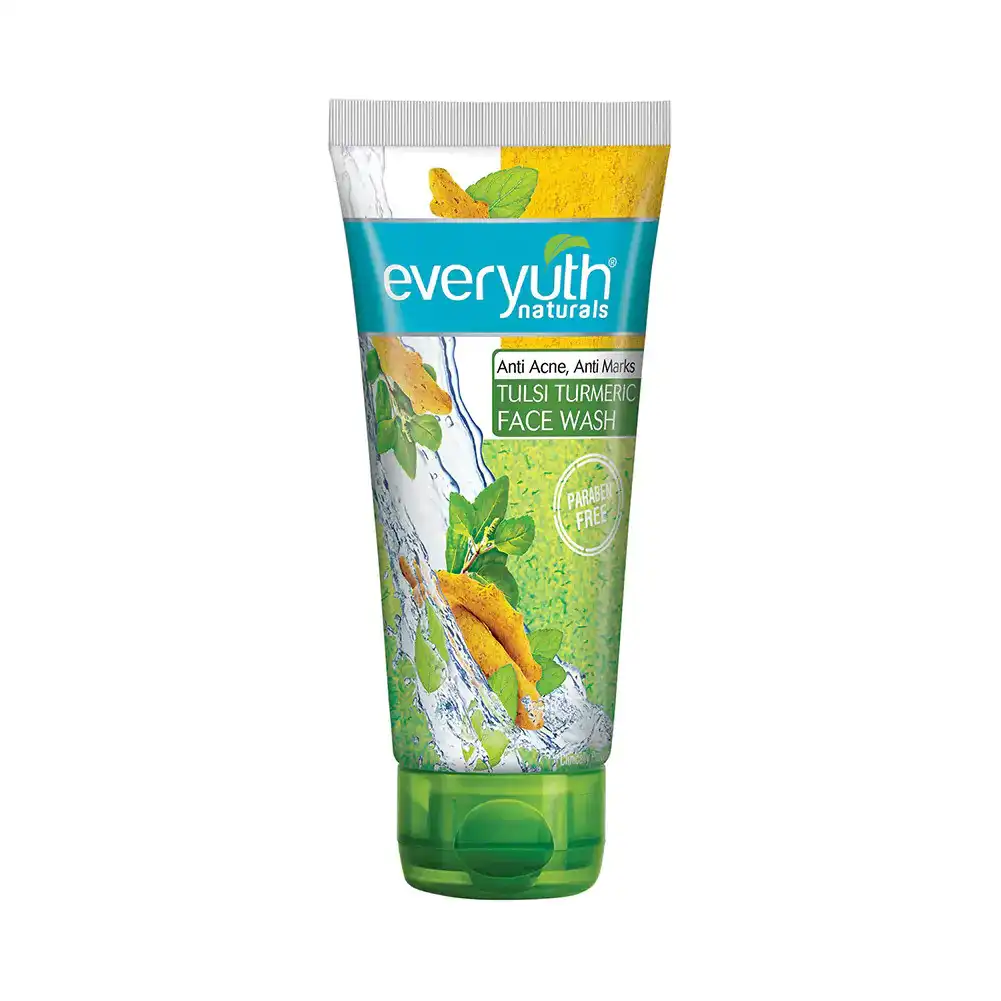 everyuth®
naturals
Anti Acne, Anti Marks
TULSI TURMERIC
FACE WASH
PARABEN
FREE